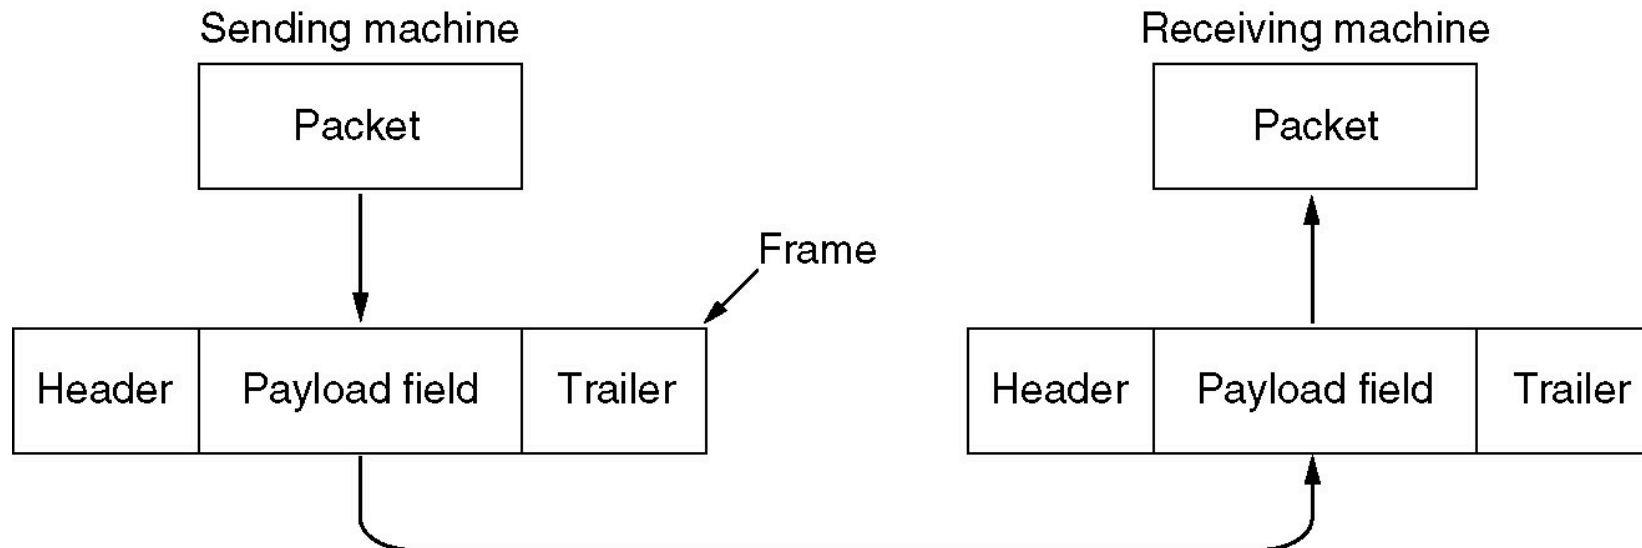 Sending machine
Receiving machine
Packet
Packet
Frame
Header
Payload field
Trailer
Header
Payload field
Trailer